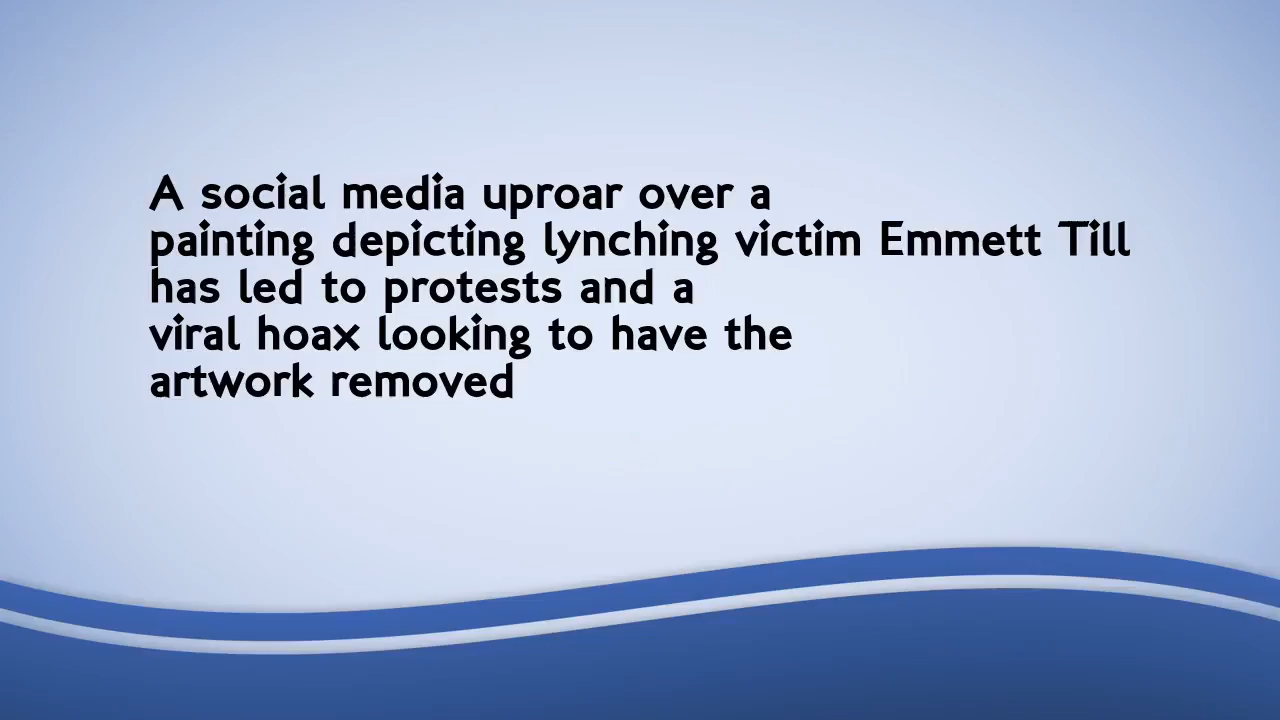 A social media uproar over a
painting depicting lynching victim Emmett Till
has led to protests and a
viral hoax looking to have the
artwork removed